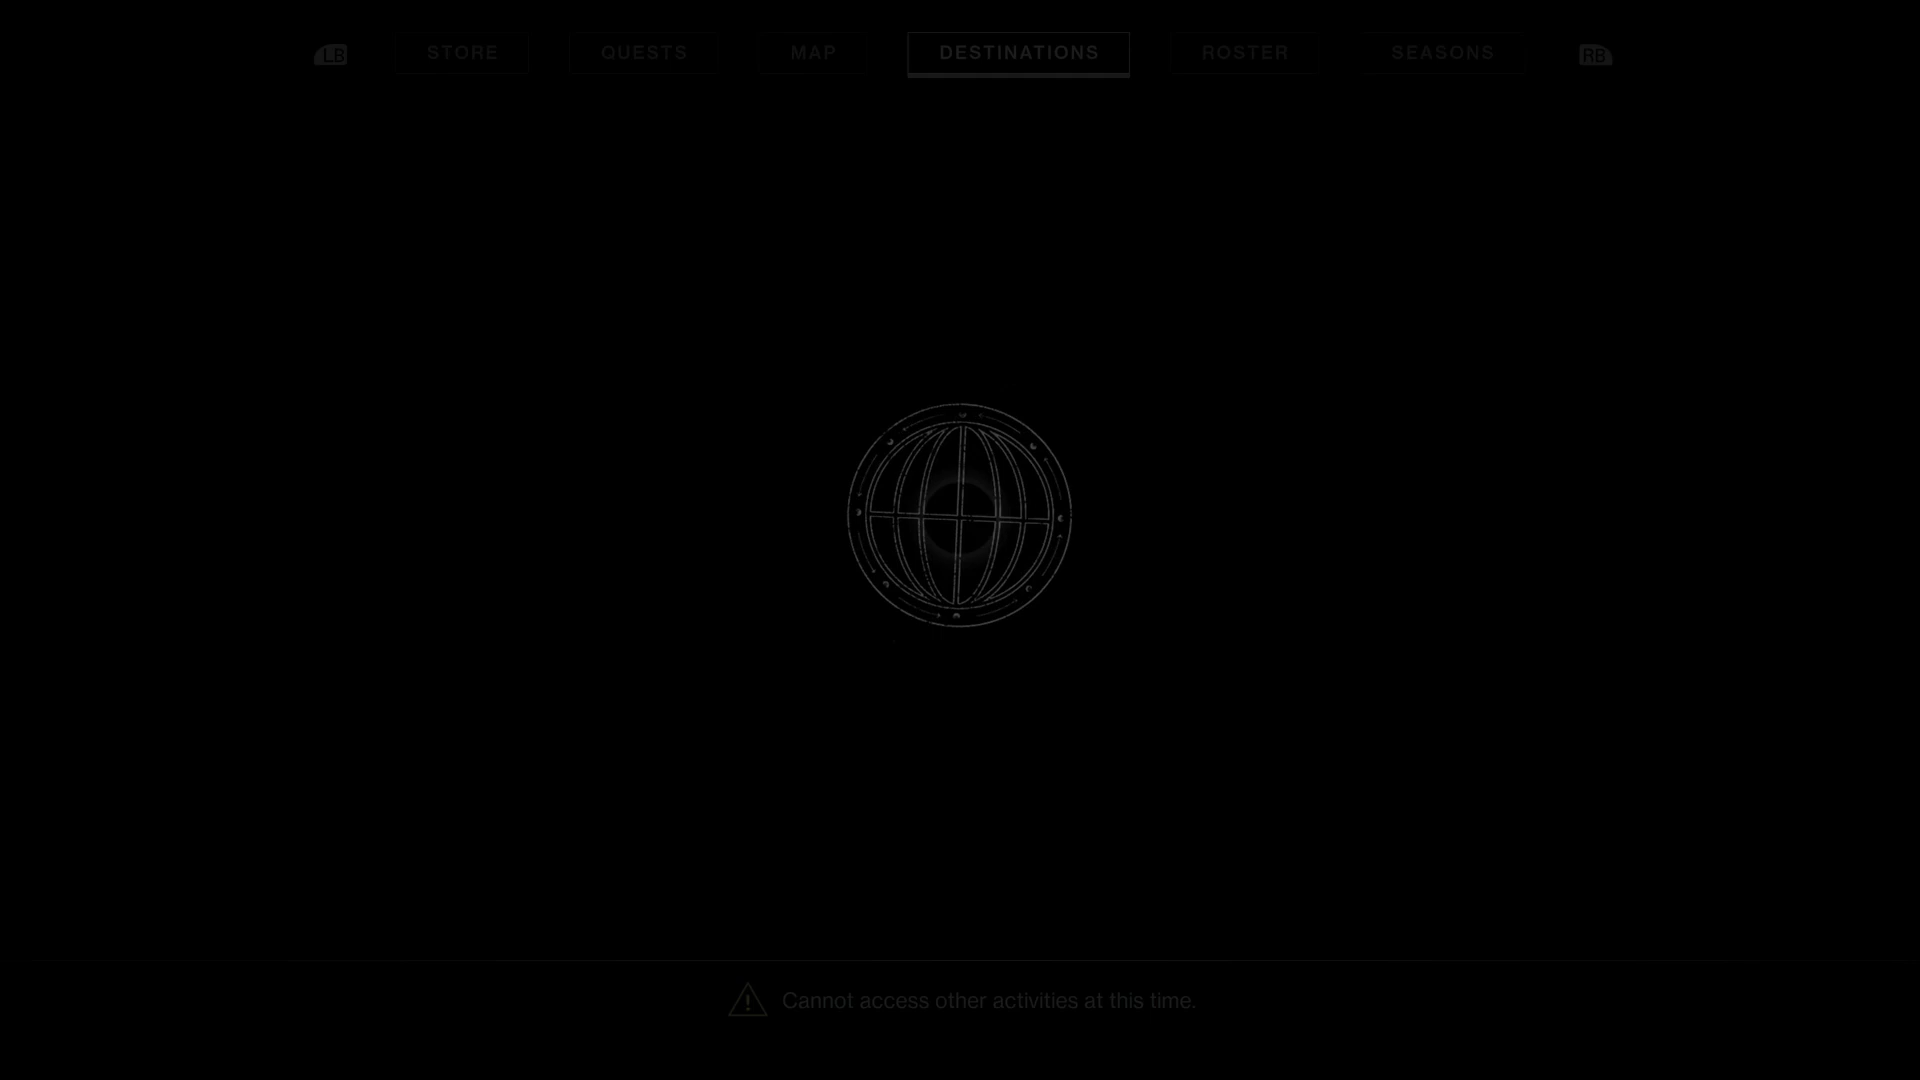 LB STORE QUESTS MAP DESTINATIONS ROSTER SEASONS RB
Cannot access other activities at this time.